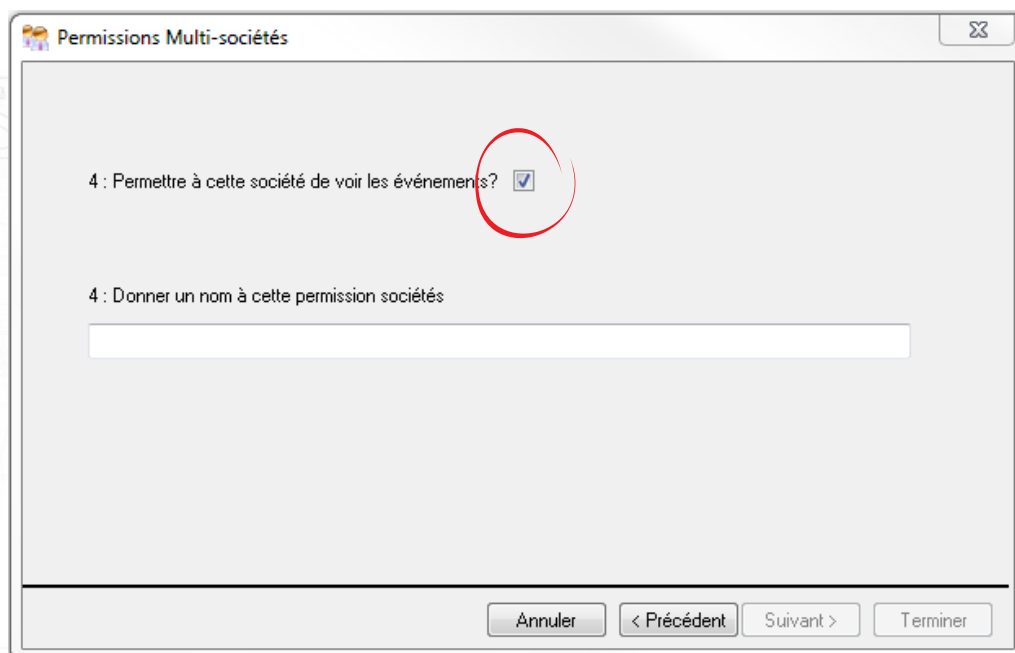 Permissions Multi-sociétés
4 : Permettre à cette société de voir les événements?
4 : Donner un nom à cette permission sociétés
Annuler
< Précédent
Suivant >
Terminer